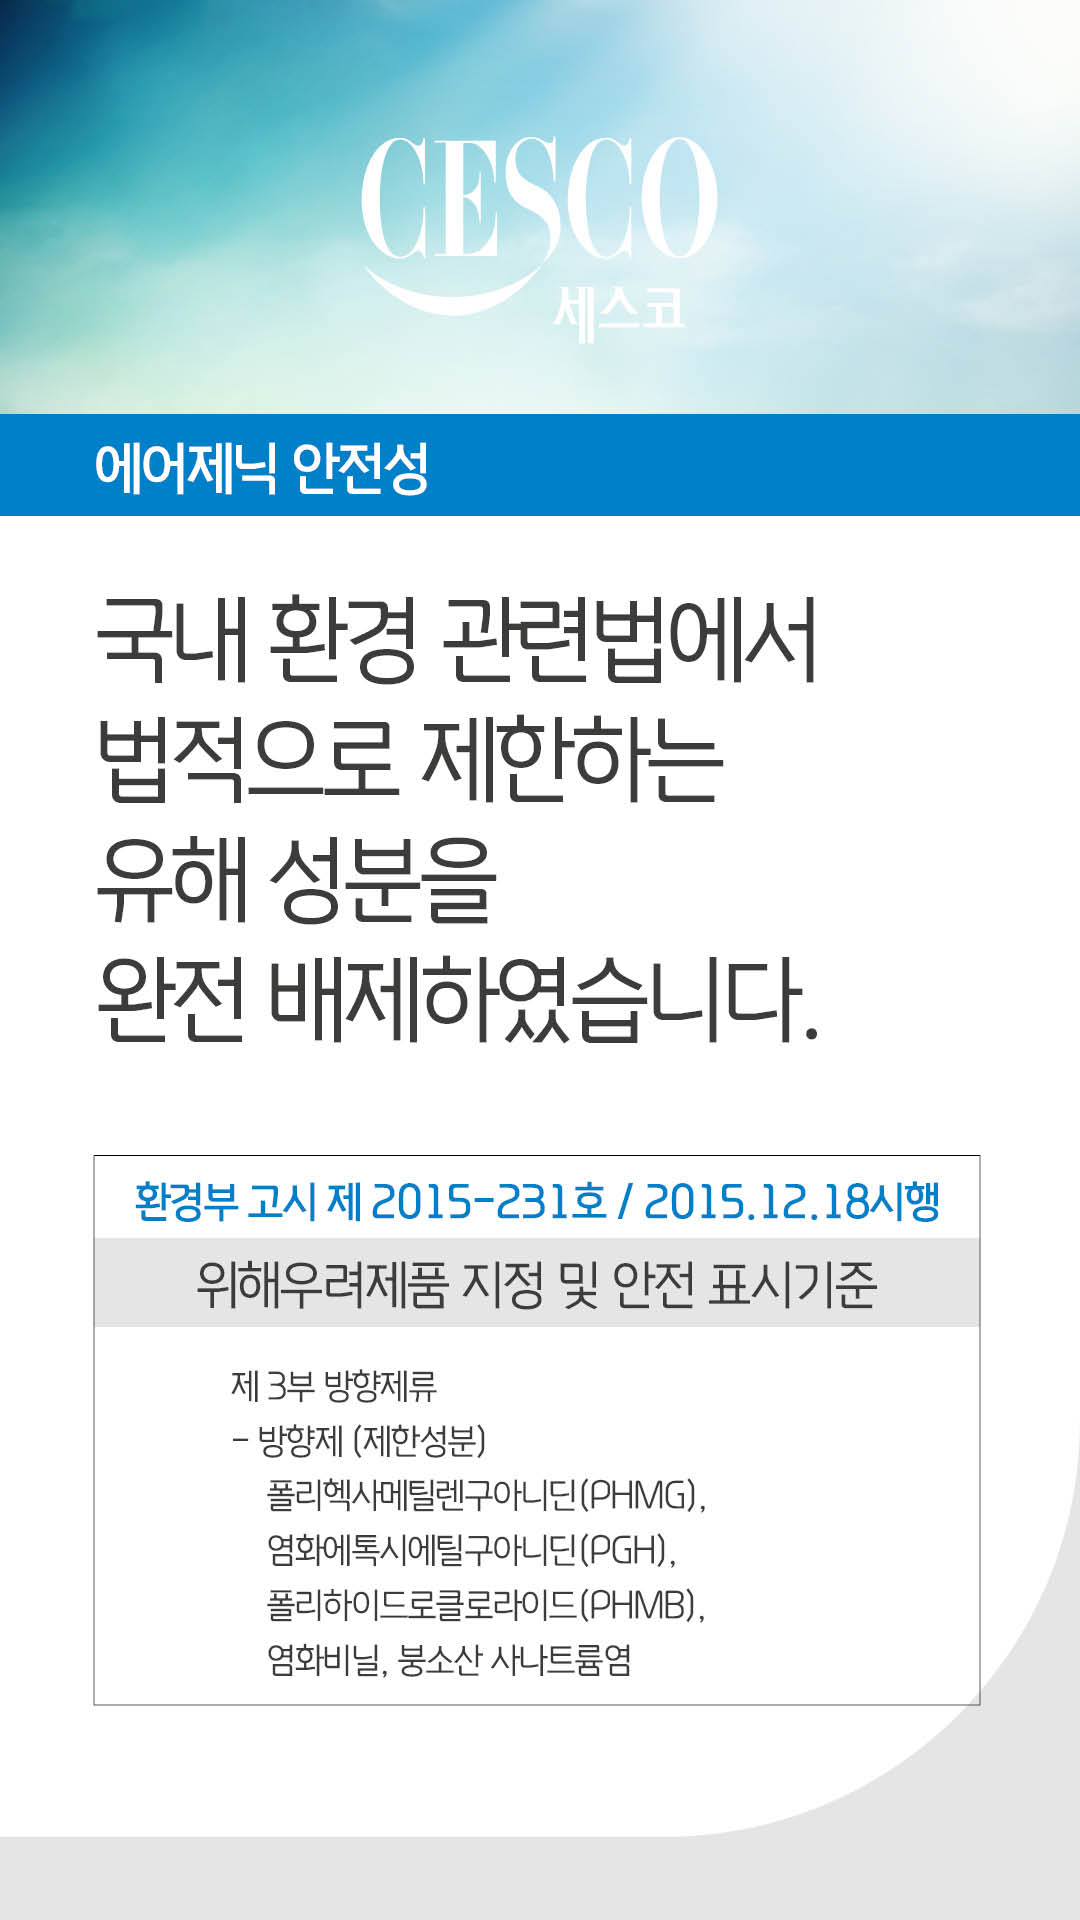 CESCO
세스코
에어제닉 안전성
국내 환경 관련법에서
법적으로 제한하는
유해 성분을
완전 배제하였습니다.
환경부 고시 제 2015-231호 / 2015.12.18시행
위해우려제품 지정 및 안전 표시기준
제 3부 방향제류
- 방향제 (제한성분)
폴리헥사메틸렌구아니딘(PHMG),
염화에톡시에틸구아니딘(PGH),
폴리하이드로클로라이드(PHMB),
염화비닐, 붕소산 사나트륨염